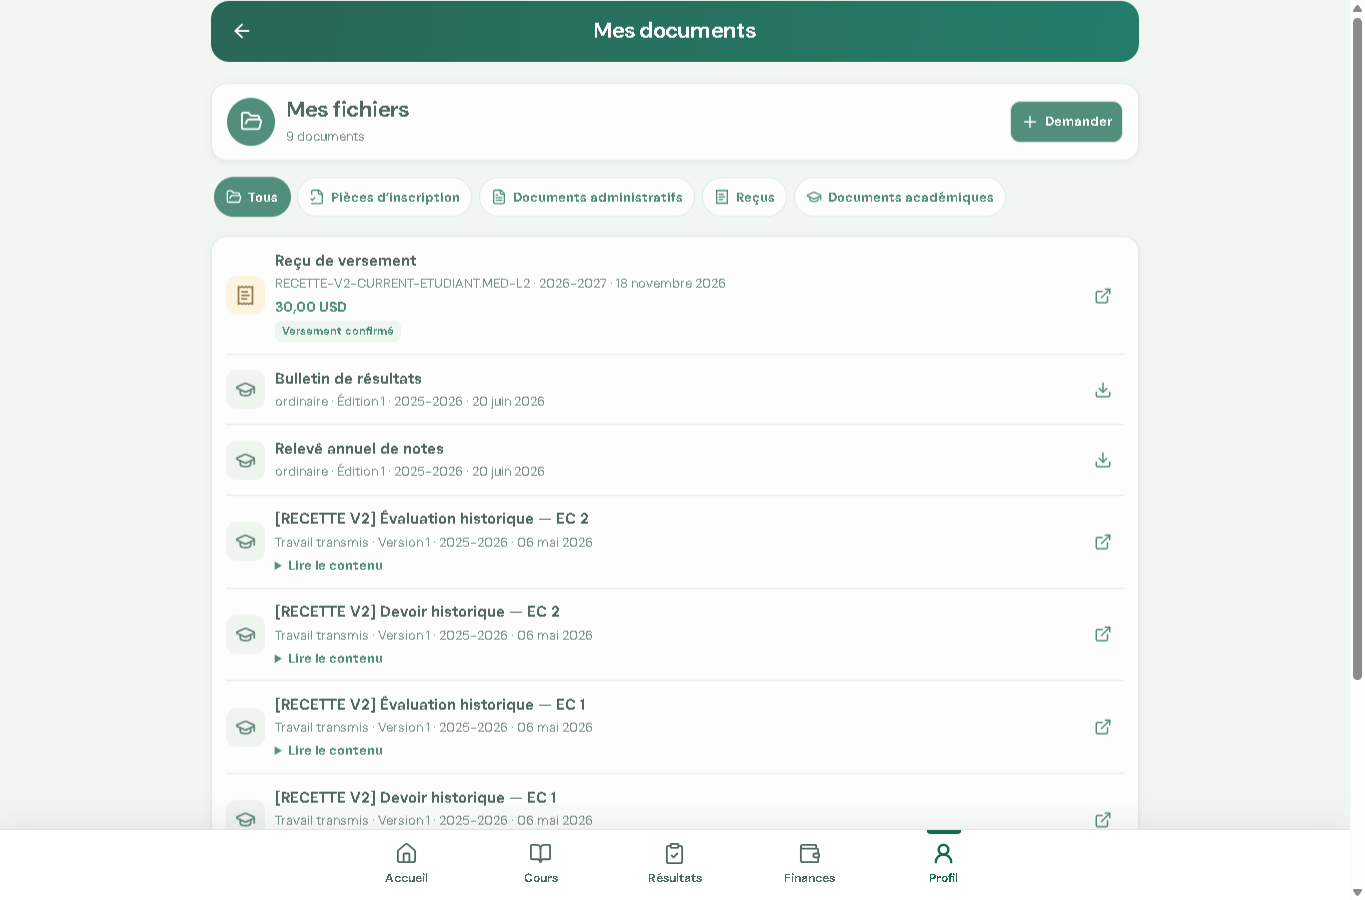 Mes documents
Mes fichiers
9 documents
Demander
Tous
Pièces d’inscription
Documents administratifs
Reçus
Documents académiques
Reçu de versement
RECETTE-V2-CURRENT-ETUDIANT.MED-L2 · 2026-2027 · 18 novembre 2026
30,00 USD
Versement confirmé
Bulletin de résultats
ordinaire · Édition 1 · 2025-2026 · 20 juin 2026
Relevé annuel de notes
ordinaire · Édition 1 · 2025-2026 · 20 juin 2026
[RECETTE V2] Évaluation historique — EC 2
Travail transmis · Version 1 · 2025-2026 · 06 mai 2026
Lire le contenu
[RECETTE V2] Devoir historique — EC 2
Travail transmis · Version 1 · 2025-2026 · 06 mai 2026
Lire le contenu
[RECETTE V2] Évaluation historique — EC 1
Travail transmis · Version 1 · 2025-2026 · 06 mai 2026
Lire le contenu
[RECETTE V2] Devoir historique — EC 1
Travail transmis · Version 1 · 2025-2026 · 06 mai 2026
Accueil
Cours
Résultats
Finances
Profil